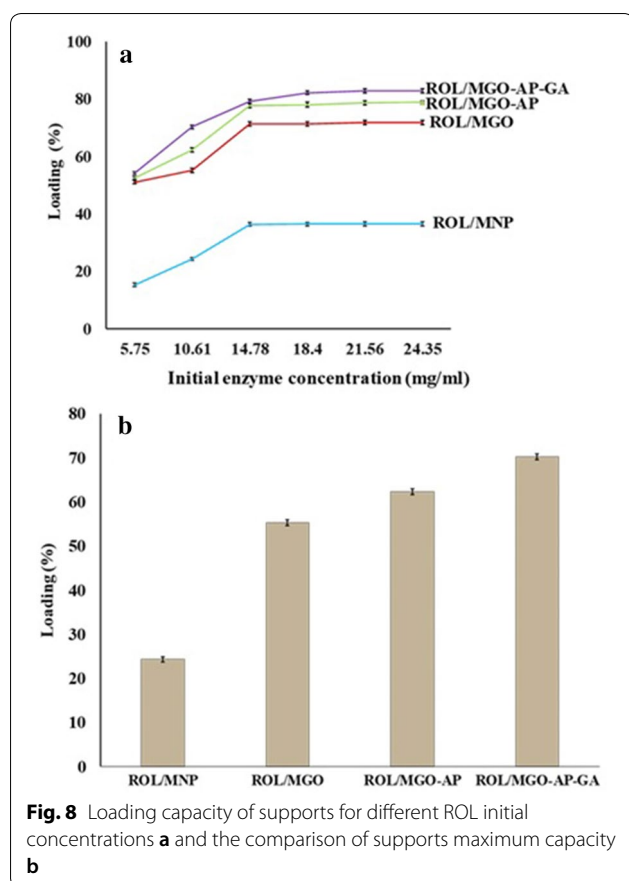 a
100
80
60
40
20
0
Loading (%)
ROL/MGO-AP-GA
ROL/MGO-AP
ROL/MGO
ROL/MNP
5.75 10.61 14.78 18.4 21.56 24.35
Initial enzyme concentration (mg/ml)
b
80
70
60
50
40
30
20
10
0
Loading (%)
ROL/MNP ROL/MGO ROL/MGO-AP ROL/MGO-AP-GA
Fig. 8 Loading capacity of supports for different ROL initial
concentrations a and the comparison of supports maximum capacity
b